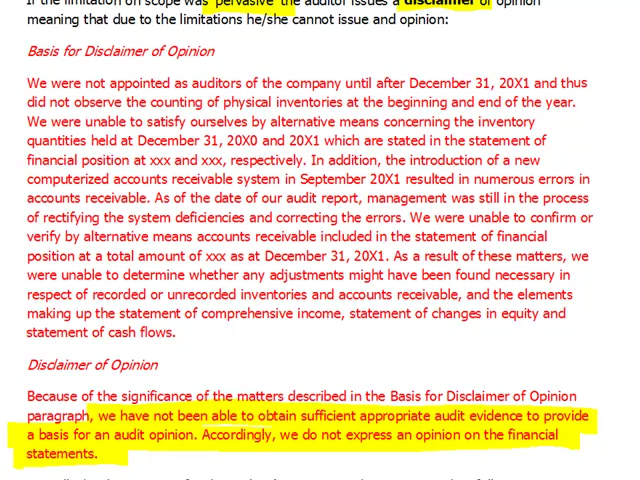 If the limitation on scope was 'pervasive' the auditor issues a disclaimer of opinion
meaning that due to the limitations he/she cannot issue and opinion:
Basis for Disclaimer of Opinion
We were not appointed as auditors of the company until after December 31, 20X1 and thus
did not observe the counting of physical inventories at the beginning and end of the year.
We were unable to satisfy ourselves by alternative means concerning the inventory
quantities held at December 31, 20X0 and 20X1 which are stated in the statement of
financial position at xxx and xxx, respectively. In addition, the introduction of a new
computerized accounts receivable system in September 20X1 resulted in numerous errors in
accounts receivable. As of the date of our audit report, management was still in the process
of rectifying the system deficiencies and correcting the errors. We were unable to confirm or
verify by alternative means accounts receivable included in the statement of financial
position at a total amount of xxx as at December 31, 20X1. As a result of these matters, we
were unable to determine whether any adjustments might have been found necessary in
respect of recorded or unrecorded inventories and accounts receivable, and the elements
making up the statement of comprehensive income, statement of changes in equity and
statement of cash flows.
Disclaimer of Opinion
Because of the significance of the matters described in the Basis for Disclaimer of Opinion
paragraph, we have not been able to obtain sufficient appropriate audit evidence to provide
a basis for an audit opinion. Accordingly, we do not express an opinion on the financial
statements.